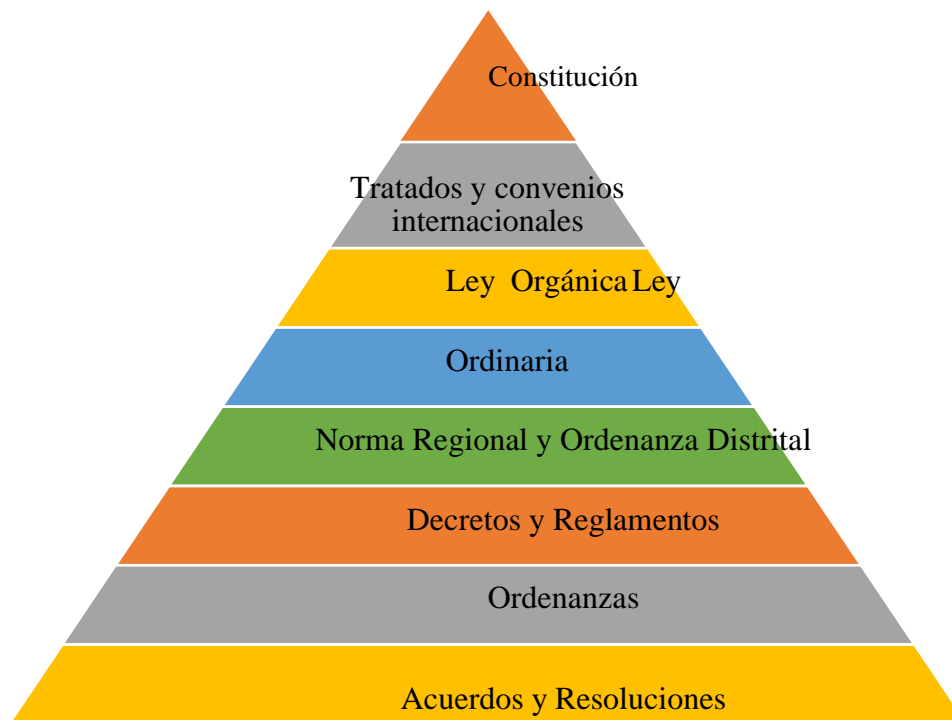 Constitución
Tratados y convenios
internacionales
Ley Orgánica Ley
Ordinaria
Norma Regional y Ordenanza Distrital
Decretos y Reglamentos
Ordenanzas
Acuerdos y Resoluciones